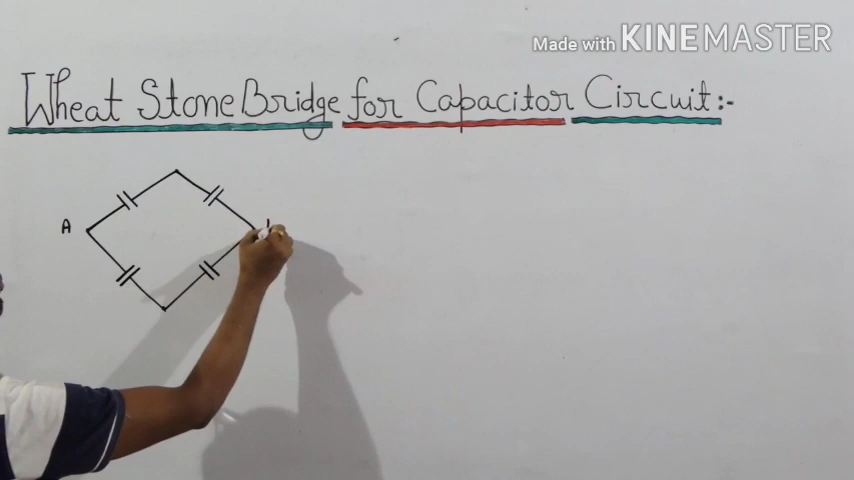 Made with KINEMASTER
Wheat Stone Bridge for Capacitor Circuit :-
A